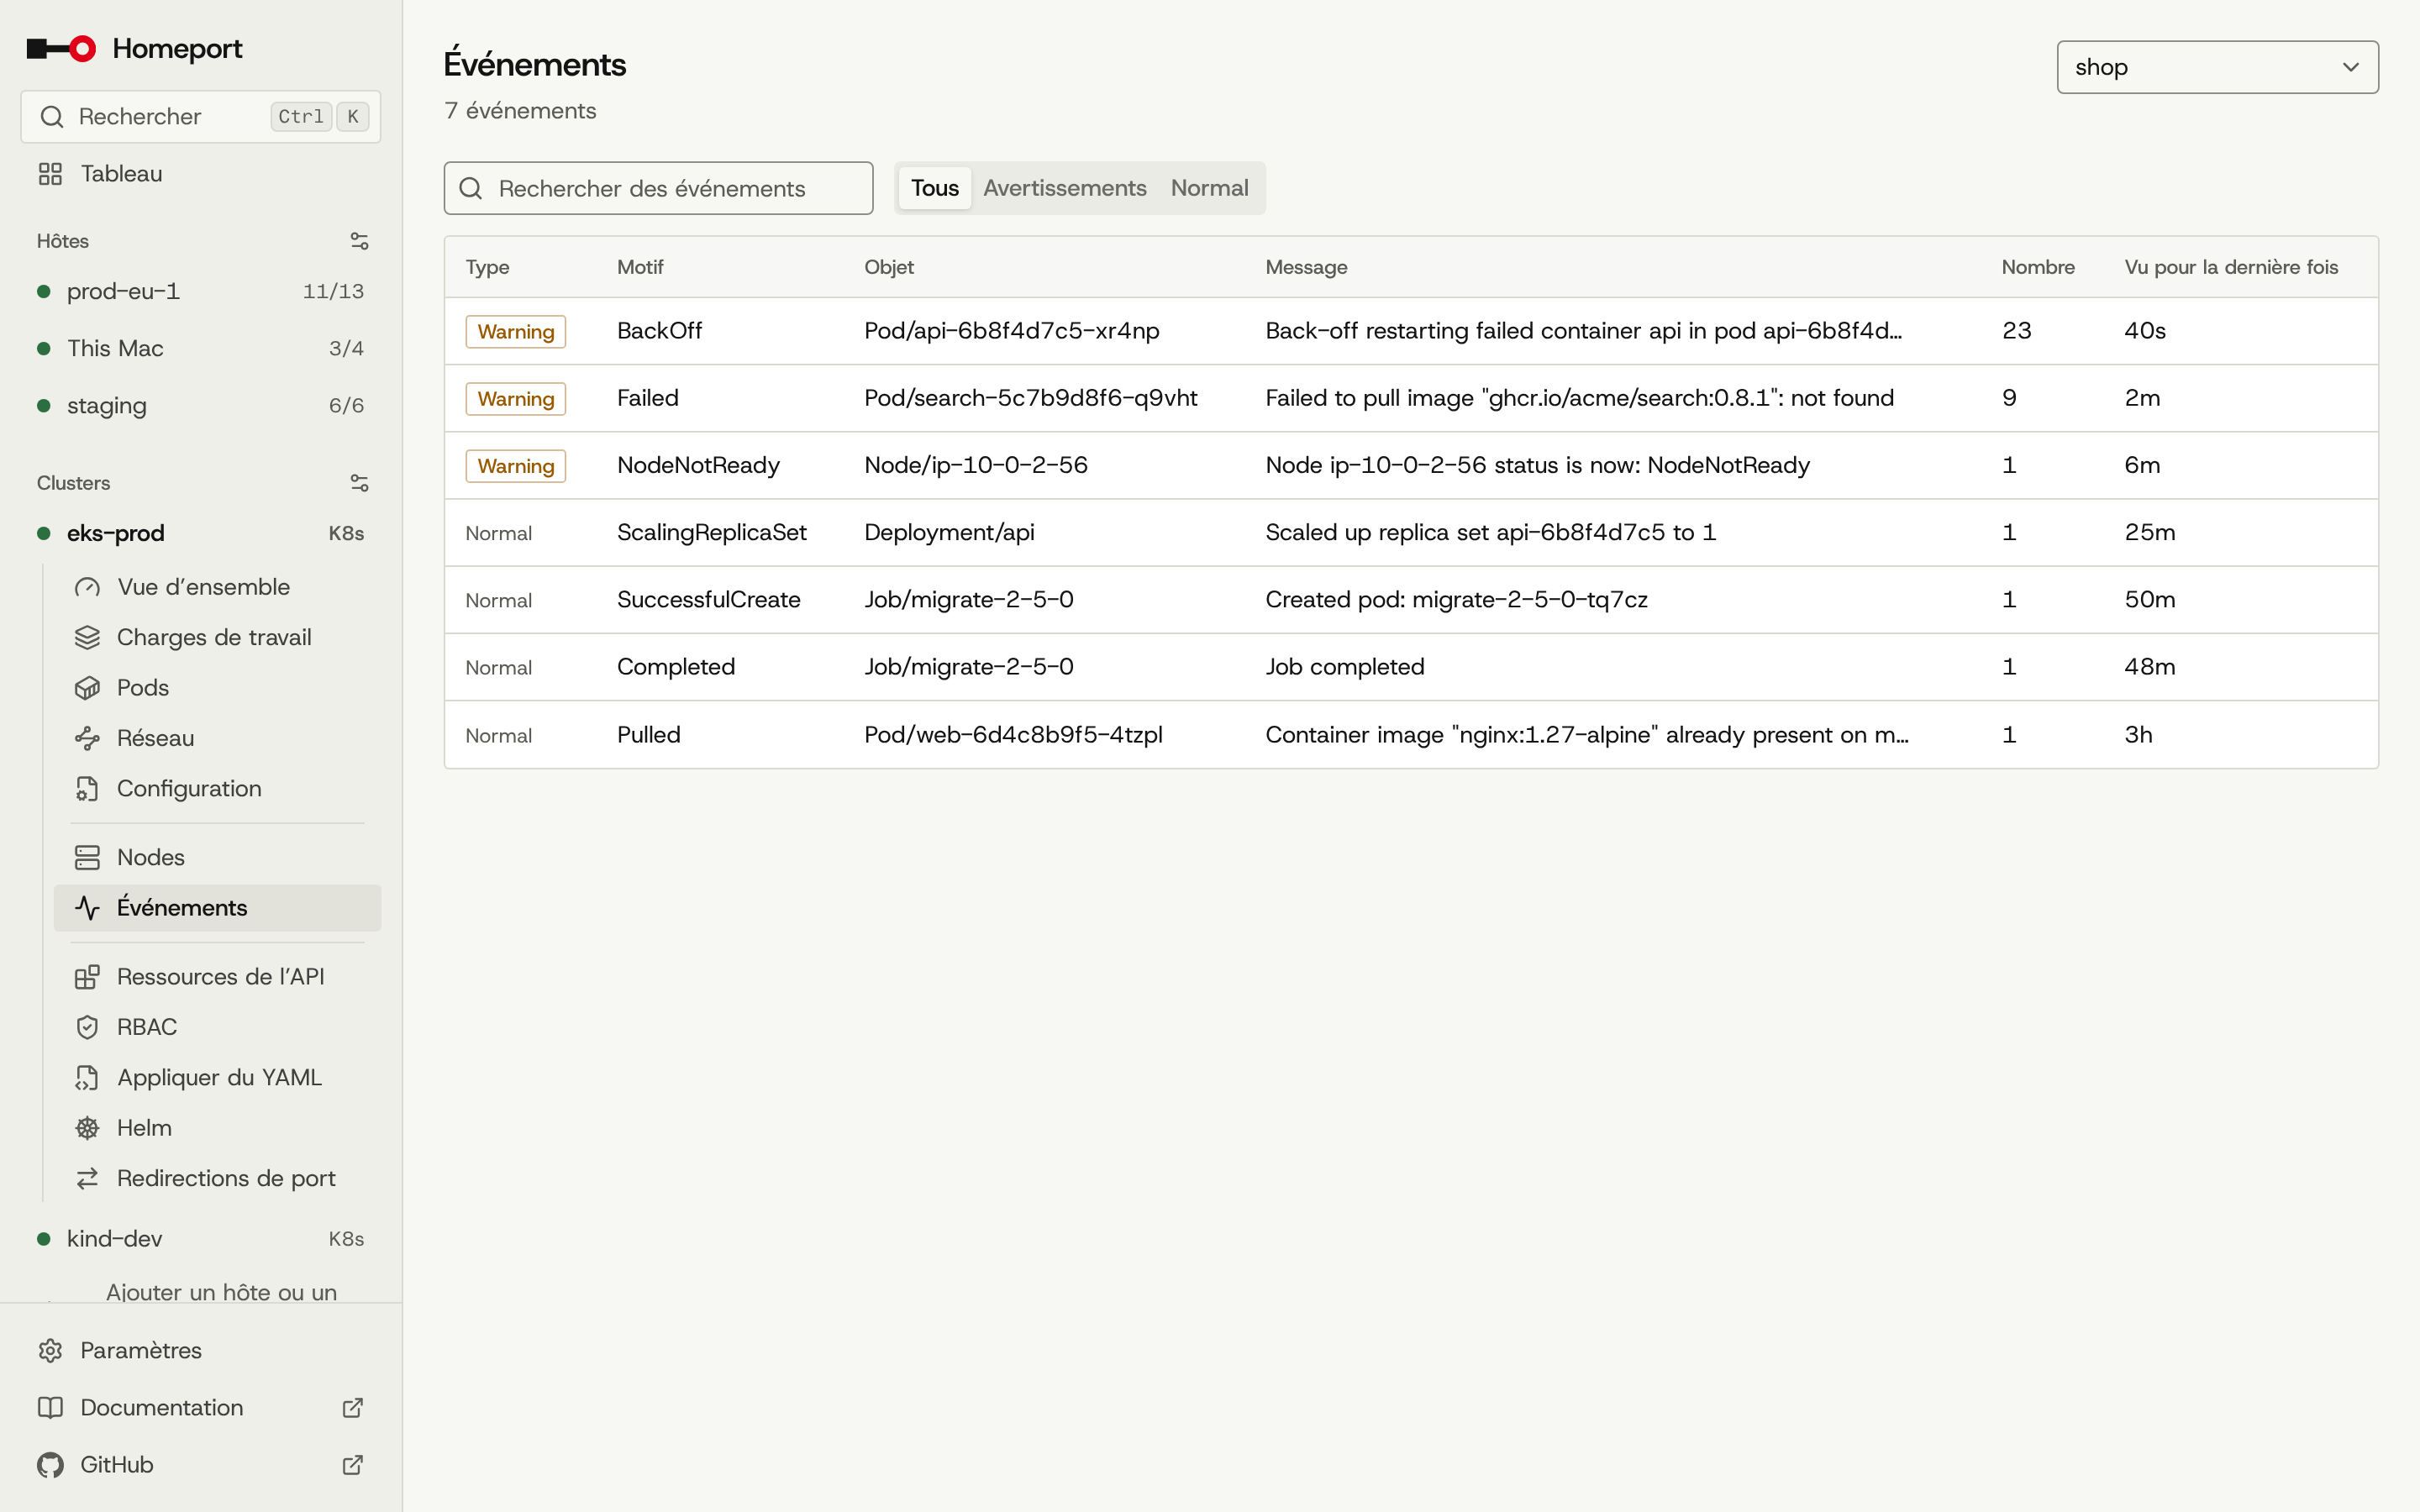 Homeport
Rechercher Ctrl K
Tableau
Hôtes
prod-eu-1 11/13
This Mac 3/4
staging 6/6
Clusters
eks-prod K8s
Vue d’ensemble
Charges de travail
Pods
Réseau
Configuration
Nodes
Événements
Ressources de l’API
RBAC
Appliquer du YAML
Helm
Redirections de port
kind-dev K8s
Ajouter un hôte ou un
Paramètres
Documentation
GitHub
Événements
7 événements
shop
Rechercher des événements
Tous Avertissements Normal
Type Motif Objet Message Nombre Vu pour la dernière fois
Warning BackOff Pod/api-6b8f4d7c5-xr4np Back-off restarting failed container api in pod api-6b8f4d... 23 40s
Warning Failed Pod/search-5c7b9d8f6-q9vht Failed to pull image "ghcr.io/acme/search:0.8.1": not found 9 2m
Warning NodeNotReady Node/ip-10-0-2-56 Node ip-10-0-2-56 status is now: NodeNotReady 1 6m
Normal ScalingReplicaSet Deployment/api Scaled up replica set api-6b8f4d7c5 to 1 1 25m
Normal SuccessfulCreate Job/migrate-2-5-0 Created pod: migrate-2-5-0-tq7cz 1 50m
Normal Completed Job/migrate-2-5-0 Job completed 1 48m
Normal Pulled Pod/web-6d4c8b9f5-4tzpl Container image "nginx:1.27-alpine" already present on m... 1 3h